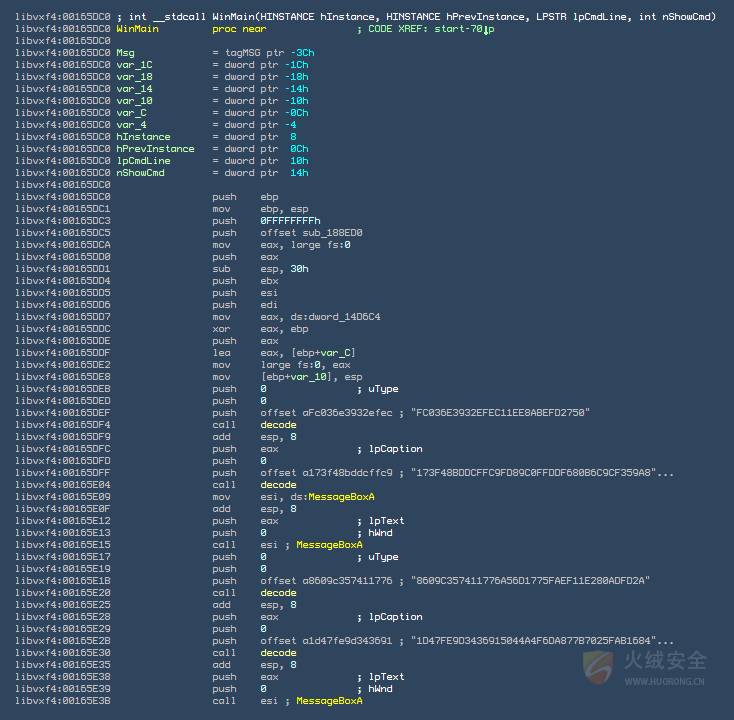 libvxf4:00165DC0 ; int __stdcall WinMain(HINSTANCE hInstance, HINSTANCE hPrevInstance, LPSTR lpCmdLine, int nShowCmd)
libvxf4:00165DC0 WinMain proc near ; CODE XREF: start-70↓p
libvxf4:00165DC0
libvxf4:00165DC0 Msg = tagMSG ptr -3Ch
libvxf4:00165DC0 var_1C = dword ptr -1Ch
libvxf4:00165DC0 var_18 = dword ptr -18h
libvxf4:00165DC0 var_14 = dword ptr -14h
libvxf4:00165DC0 var_10 = dword ptr -10h
libvxf4:00165DC0 var_C = dword ptr -0Ch
libvxf4:00165DC0 var_4 = dword ptr -4
libvxf4:00165DC0 hInstance = dword ptr 8
libvxf4:00165DC0 hPrevInstance = dword ptr 0Ch
libvxf4:00165DC0 lpCmdLine = dword ptr 10h
libvxf4:00165DC0 nShowCmd = dword ptr 14h
libvxf4:00165DC0
libvxf4:00165DC0 push ebp
libvxf4:00165DC1 mov ebp, esp
libvxf4:00165DC3 push 0FFFFFFFFh
libvxf4:00165DC5 push offset sub_188ED0
libvxf4:00165DCA mov eax, large fs:0
libvxf4:00165DD0 push eax
libvxf4:00165DD1 sub esp, 30h
libvxf4:00165DD4 push ebx
libvxf4:00165DD5 push esi
libvxf4:00165DD6 push edi
libvxf4:00165DD7 mov eax, ds:dword_14D6C4
libvxf4:00165DDC xor eax, ebp
libvxf4:00165DDE push eax
libvxf4:00165DDF lea eax, [ebp+var_C]
libvxf4:00165DE2 mov large fs:0, eax
libvxf4:00165DE8 mov [ebp+var_10], esp
libvxf4:00165DEB push 0 ; uType
libvxf4:00165DED push 0
libvxf4:00165DEF push offset aFc036e3932efec ; "FC036E3932EFEC11EE8ABEFD2750"
libvxf4:00165DF4 call decode
libvxf4:00165DF9 add esp, 8
libvxf4:00165DFC push eax ; lpCaption
libvxf4:00165DFD push 0
libvxf4:00165DFF push offset a173f48bddcffc9 ; "173F48BDDCFFC9FD89C0FFDDF680B6C9CF359A8"...
libvxf4:00165E04 call decode
libvxf4:00165E09 mov esi, ds:MessageBoxA
libvxf4:00165E0F add esp, 8
libvxf4:00165E12 push eax ; lpText
libvxf4:00165E13 push 0 ; hWnd
libvxf4:00165E15 call esi ; MessageBoxA
libvxf4:00165E17 push 0 ; uType
libvxf4:00165E19 push 0
libvxf4:00165E1B push offset a8609c357411776 ; "8609C357411776A56D1775FAEF11E280ADFD2A"
libvxf4:00165E20 call decode
libvxf4:00165E25 add esp, 8
libvxf4:00165E28 push eax ; lpCaption
libvxf4:00165E29 push 0
libvxf4:00165E2B push offset a1d47fe9d343691 ; "1D47FE9D3436915044A4F6DA877B7025FAB1684"...
libvxf4:00165E30 call decode
libvxf4:00165E35 add esp, 8
libvxf4:00165E38 push eax ; lpText
libvxf4:00165E39 push 0 ; hWnd
libvxf4:00165E3B call esi ; MessageBoxA
火绒安全
WWW.HUORONG.CN